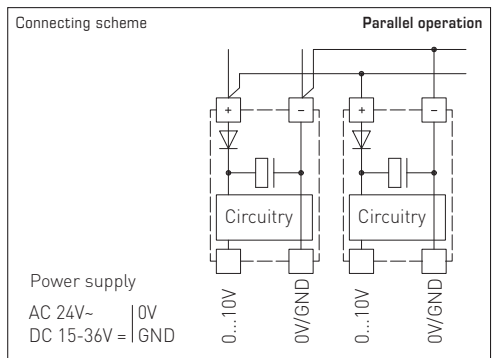 Connecting scheme
Parallel operation
+
−
+
−
Circuitry
Circuitry
Power supply
AC 24V~ 0V
DC 15-36V = GND
0...10V
0V/GND
0...10V
0V/GND